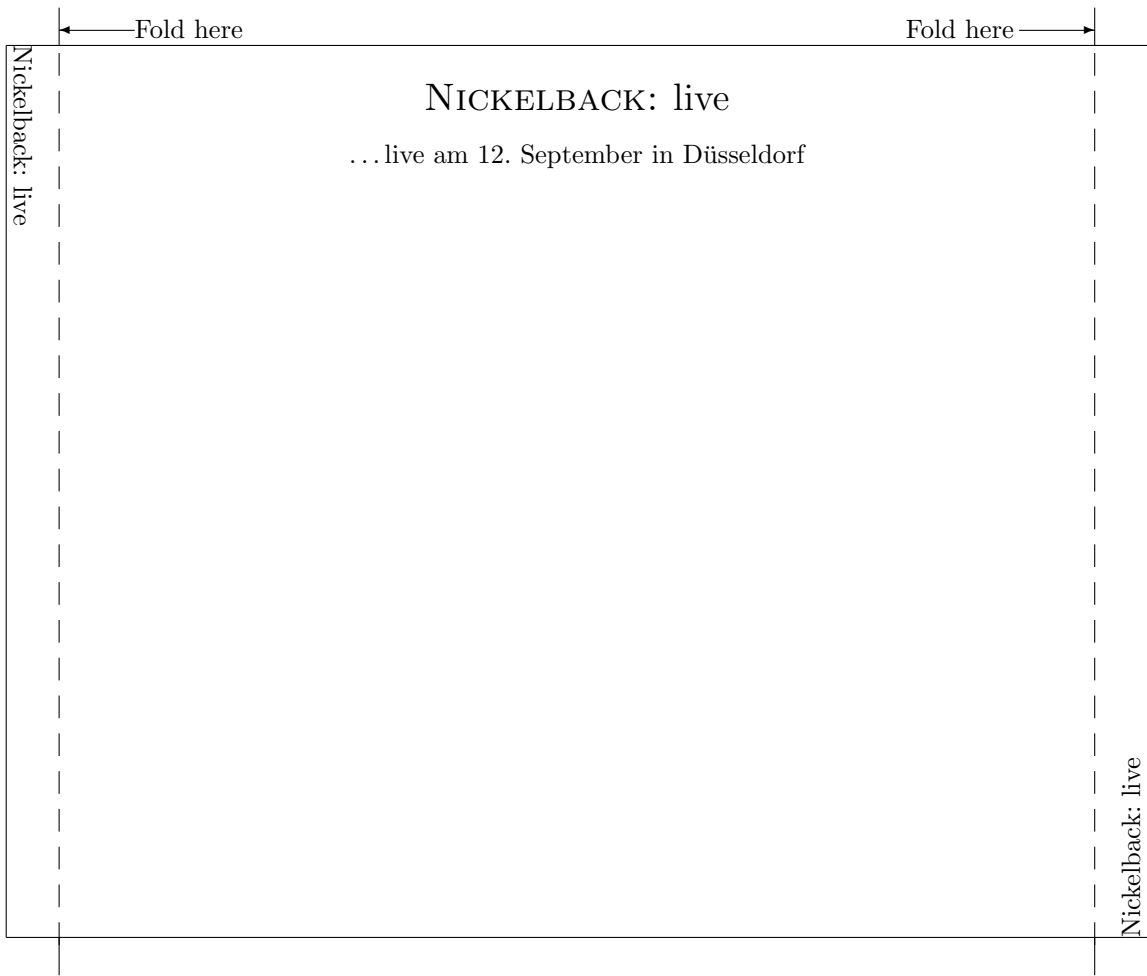 Fold here
Fold here
Nickelback: live
NICKELBACK: live
...live am 12. September in Düsseldorf
Nickelback: live